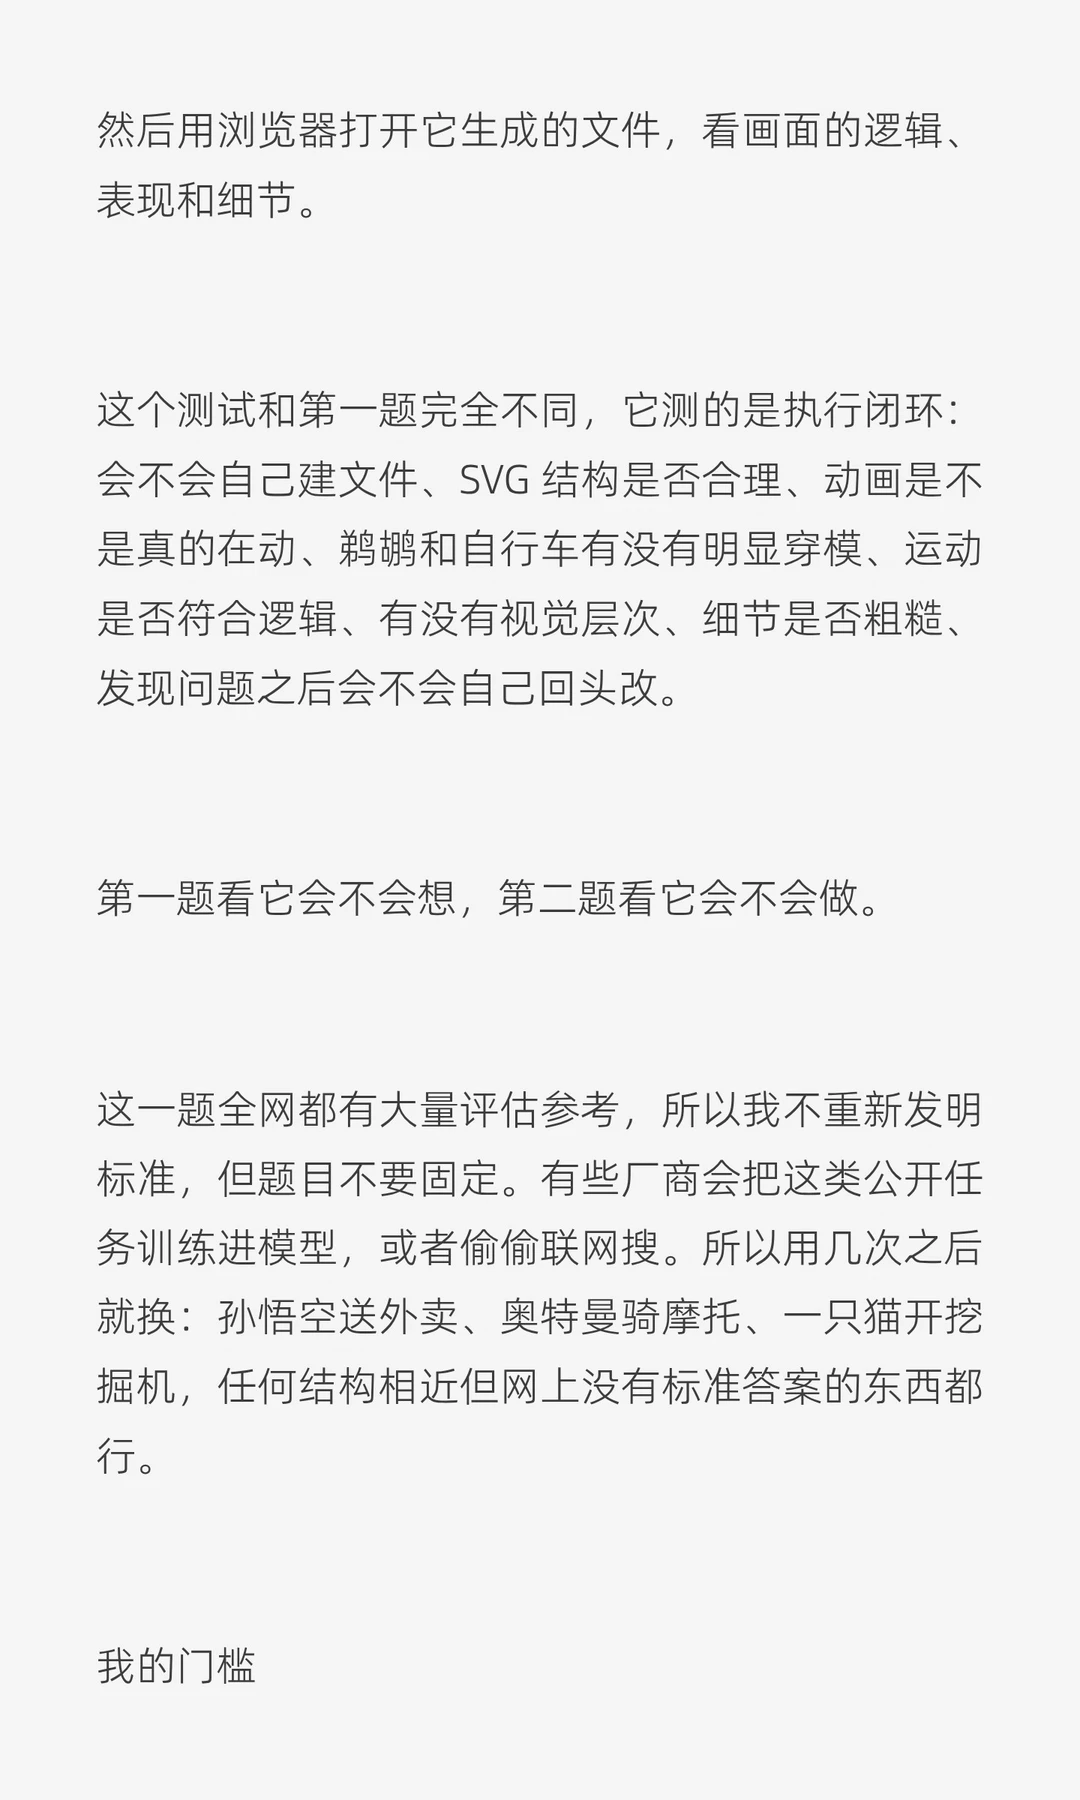 然后用浏览器打开它生成的文件，看画面的逻辑、
表现和细节。
这个测试和第一题完全不同，它测的是执行闭环：
会不会自己建文件、SVG 结构是否合理、动画是不
是真的在动、鹈鹕和自行车有没有明显穿模、运动
是否符合逻辑、有没有视觉层次、细节是否粗糙、
发现问题之后会不会自己回头改。
第一题看它会不会想，第二题看它会不会做。
这一题全网都有大量评估参考，所以我不重新发明
标准，但题目不要固定。有些厂商会把这类公开任
务训练进模型，或者偷偷联网搜。所以用几次之后
就换：孙悟空送外卖、奥特曼骑摩托、一只猫开挖
掘机，任何结构相近但网上没有标准答案的东西都
行。
我的门槛